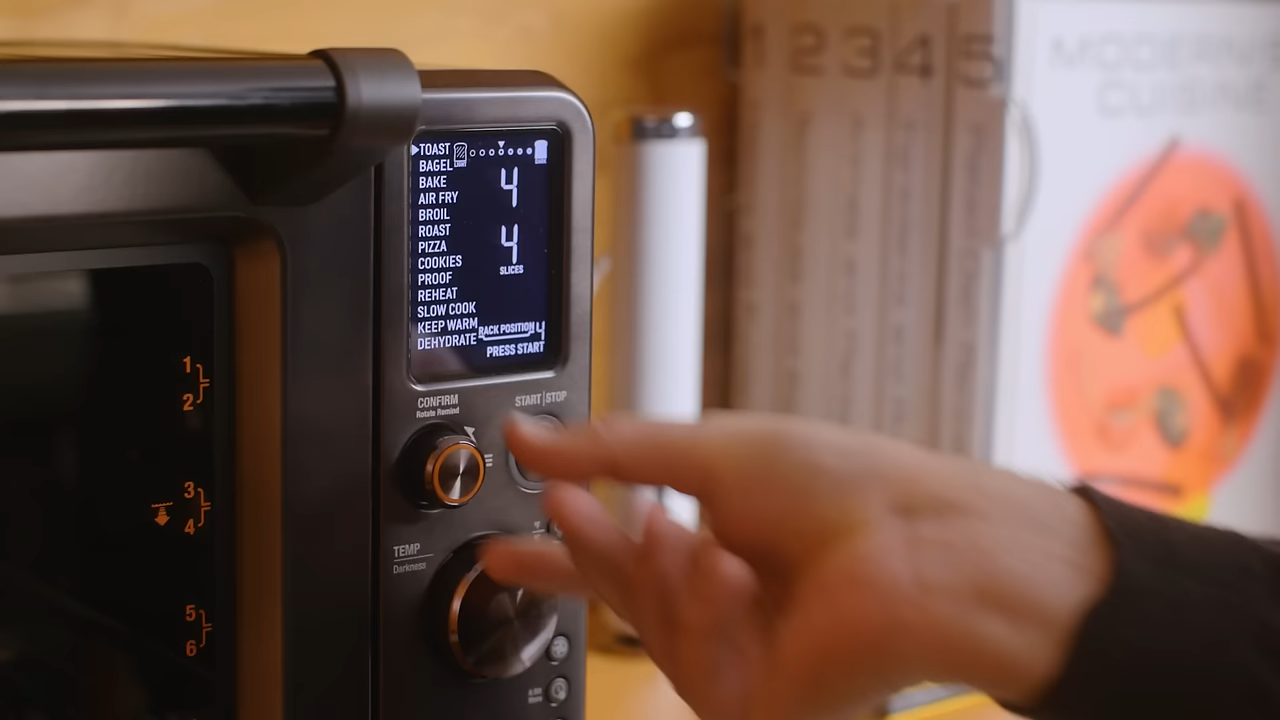 TOAST
LIGHT
DARK
BAGEL
BAKE
4
AIR FRY
BROIL
ROAST
4
PIZZA
COOKIES
SLICES
PROOF
REHEAT
SLOW COOK
KEEP WARM
RACK POSITION 4
DEHYDRATE
PRESS START
CONFIRM
Rotate Remind
START|STOP
TEMP
Darkness
1
2
3
4
5
6
1 2 3 4 5
MODERNIST
CUISINE